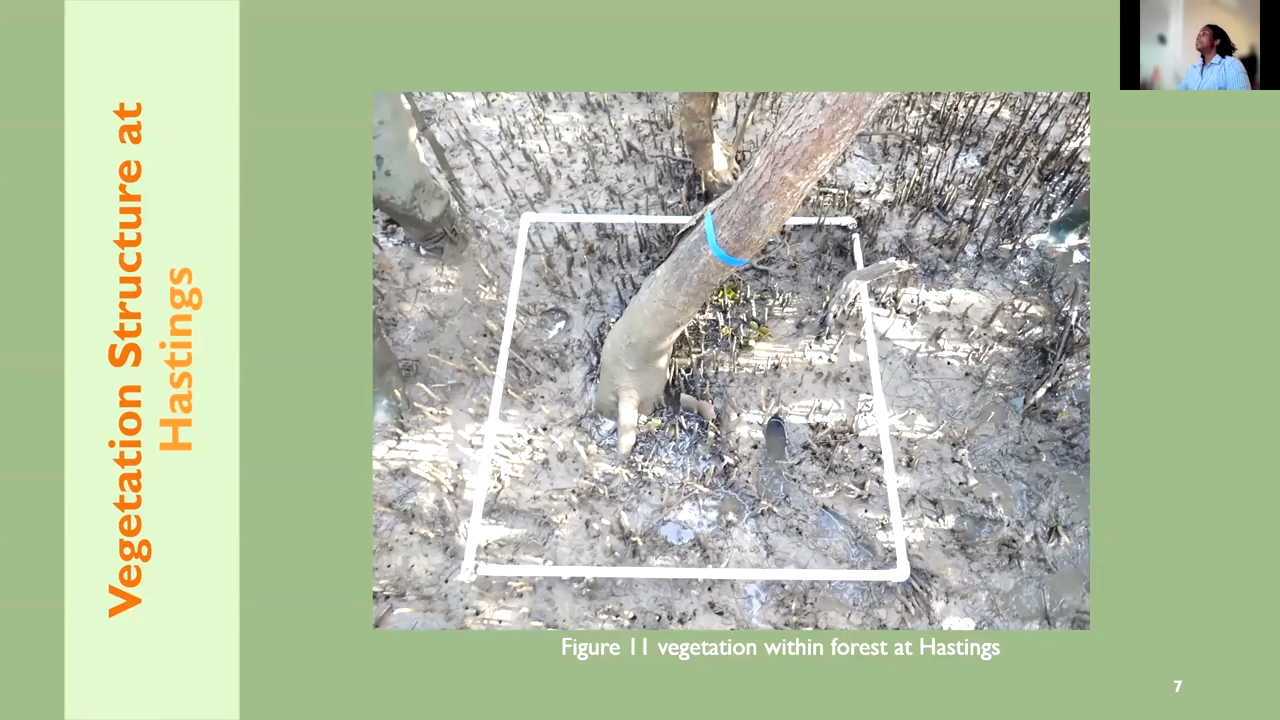 Vegetation Structure at
Hastings
Figure 11 vegetation within forest at Hastings
7